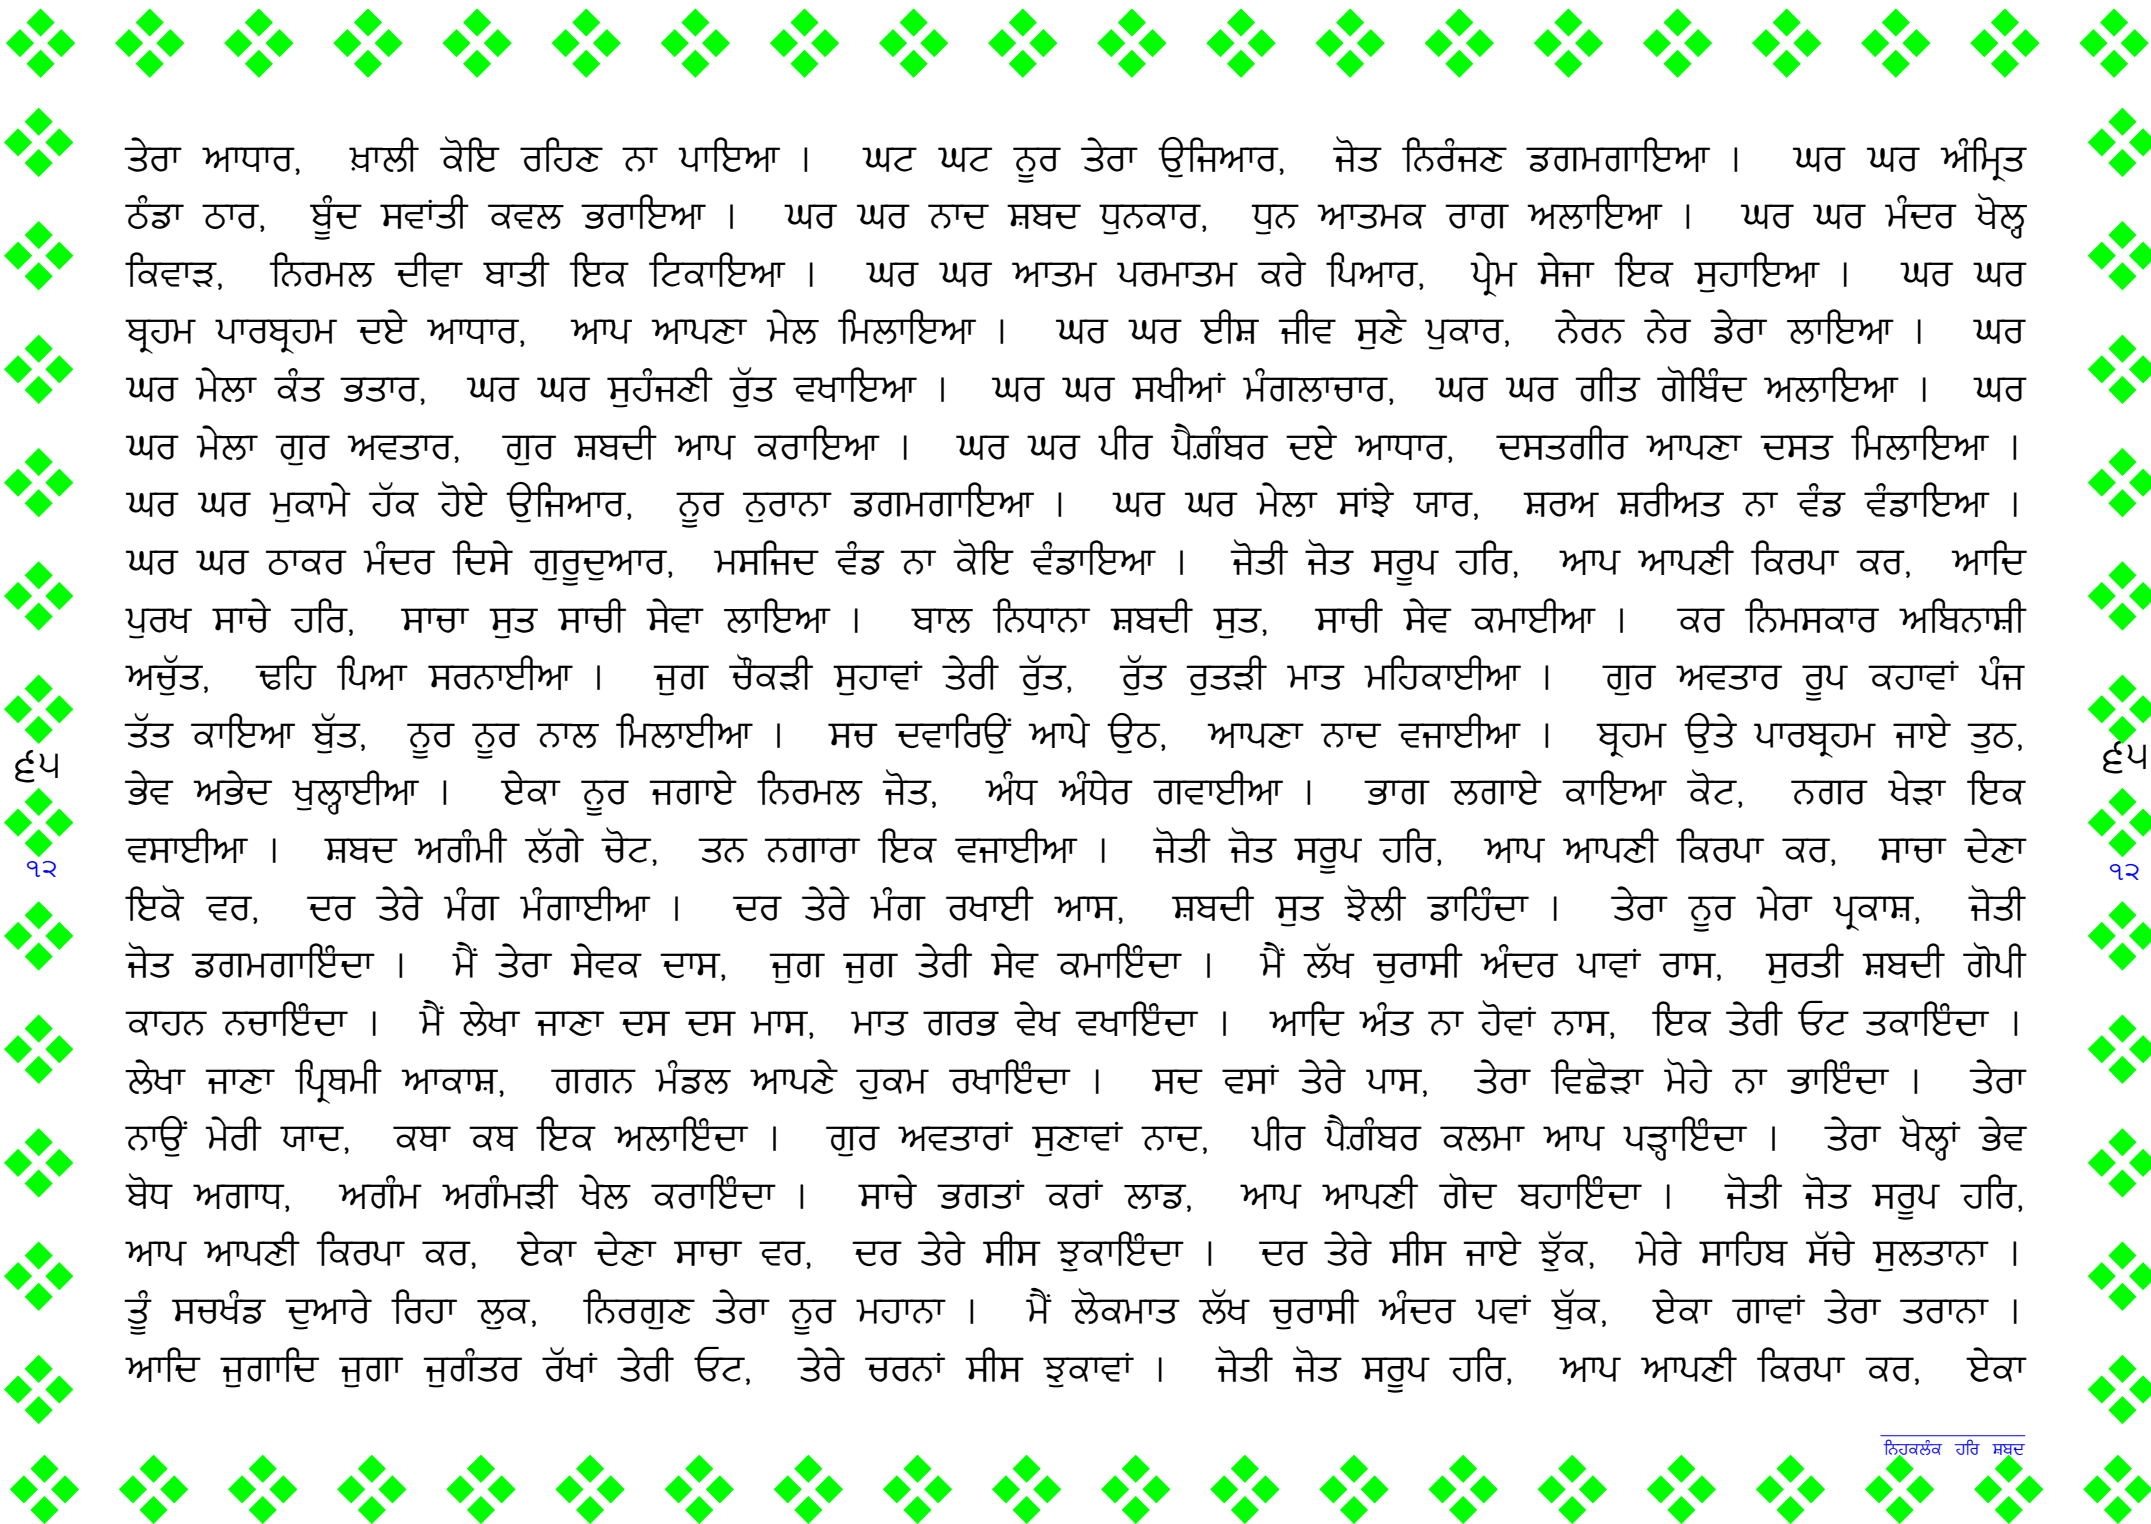 ਤੇਰਾ ਆਧਾਰ, ਖ਼ਾਲੀ ਕੋਇ ਰਹਿਣ ਨਾ ਪਾਇਆ । ਘਟ ਘਟ ਨੂਰ ਤੇਰਾ ਉਜਿਆਰ, ਜੋਤ ਨਿਰੰਜਣ ਡਗਮਗਾਇਆ । ਘਰ ਘਰ ਅੰਮ੍ਰਿਤ
ਠੰਡਾ ਠਾਰ, ਬੂੰਦ ਸਵਾਂਤੀ ਕਵਲ ਭਰਾਇਆ । ਘਰ ਘਰ ਨਾਦ ਸ਼ਬਦ ਧੁਨਕਾਰ, ਧੁਨ ਆਤਮਕ ਰਾਗ ਅਲਾਇਆ । ਘਰ ਘਰ ਮੰਦਰ ਖੋਲ੍ਹ
ਕਿਵਾੜ, ਨਿਰਮਲ ਦੀਵਾ ਬਾਤੀ ਇਕ ਟਿਕਾਇਆ । ਘਰ ਘਰ ਆਤਮ ਪਰਮਾਤਮ ਕਰੇ ਪਿਆਰ, ਪ੍ਰੇਮ ਸੇਜਾ ਇਕ ਸੁਹਾਇਆ । ਘਰ ਘਰ
ਬ੍ਰਹਮ ਪਾਰਬ੍ਰਹਮ ਦਏ ਆਧਾਰ, ਆਪ ਆਪਣਾ ਮੇਲ ਮਿਲਾਇਆ । ਘਰ ਘਰ ਈਸ਼ ਜੀਵ ਸੁਣੇ ਪੁਕਾਰ, ਨੇਰਨ ਨੇਰ ਡੇਰਾ ਲਾਇਆ । ਘਰ
ਘਰ ਮੇਲਾ ਕੰਤ ਭਤਾਰ, ਘਰ ਘਰ ਸੁਹੰਜਣੀ ਰੁੱਤ ਵਖਾਇਆ । ਘਰ ਘਰ ਸਖੀਆਂ ਮੰਗਲਾਚਾਰ, ਘਰ ਘਰ ਗੀਤ ਗੋਬਿੰਦ ਅਲਾਇਆ । ਘਰ
ਘਰ ਮੇਲਾ ਗੁਰ ਅਵਤਾਰ, ਗੁਰ ਸ਼ਬਦੀ ਆਪ ਕਰਾਇਆ । ਘਰ ਘਰ ਪੀਰ ਪੈਗ਼ੰਬਰ ਦਏ ਆਧਾਰ, ਦਸਤਗੀਰ ਆਪਣਾ ਦਸਤ ਮਿਲਾਇਆ ।
ਘਰ ਘਰ ਮੁਕਾਮੇ ਹੱਕ ਹੋਏ ਉਜਿਆਰ, ਨੂਰ ਨੁਰਾਨਾ ਡਗਮਗਾਇਆ । ਘਰ ਘਰ ਮੇਲਾ ਸਾਂਝੇ ਯਾਰ, ਸ਼ਰਅ ਸ਼ਰੀਅਤ ਨਾ ਵੰਡ ਵੰਡਾਇਆ ।
ਘਰ ਘਰ ਠਾਕਰ ਮੰਦਰ ਦਿਸੇ ਗੁਰੂਦੁਆਰ, ਮਸਜਿਦ ਵੰਡ ਨਾ ਕੋਇ ਵੰਡਾਇਆ । ਜੋਤੀ ਜੋਤ ਸਰੂਪ ਹਰਿ, ਆਪ ਆਪਣੀ ਕਿਰਪਾ ਕਰ, ਆਦਿ
ਪੁਰਖ ਸਾਚੇ ਹਰਿ, ਸਾਚਾ ਸੁਤ ਸਾਚੀ ਸੇਵਾ ਲਾਇਆ । ਬਾਲ ਨਿਧਾਨਾ ਸ਼ਬਦੀ ਸੁਤ, ਸਾਚੀ ਸੇਵ ਕਮਾਈਆ । ਕਰ ਨਿਮਸਕਾਰ ਅਬਿਨਾਸ਼ੀ
ਅਚੁੱਤ, ਢਹਿ ਪਿਆ ਸਰਨਾਈਆ । ਜੁਗ ਚੌਕੜੀ ਸੁਹਾਵਾਂ ਤੇਰੀ ਰੁੱਤ, ਰੁੱਤ ਰੁਤੜੀ ਮਾਤ ਮਹਿਕਾਈਆ । ਗੁਰ ਅਵਤਾਰ ਰੂਪ ਕਹਾਵਾਂ ਪੰਜ
ਤੱਤ ਕਾਇਆ ਬੁੱਤ, ਨੂਰ ਨੂਰ ਨਾਲ ਮਿਲਾਈਆ । ਸਚ ਦਵਾਰਿਉਂ ਆਪੇ ਉਠ, ਆਪਣਾ ਨਾਦ ਵਜਾਈਆ । ਬ੍ਰਹਮ ਉਤੇ ਪਾਰਬ੍ਰਹਮ ਜਾਏ ਤੁਠ,
ਭੇਵ ਅਭੇਦ ਖੁਲ੍ਹਾਈਆ । ਏਕਾ ਨੂਰ ਜਗਾਏ ਨਿਰਮਲ ਜੋਤ, ਅੰਧ ਅੰਧੇਰ ਗਵਾਈਆ । ਭਾਗ ਲਗਾਏ ਕਾਇਆ ਕੋਟ, ਨਗਰ ਖੇੜਾ ਇਕ
ਵਸਾਈਆ । ਸ਼ਬਦ ਅਗੰਮੀ ਲੱਗੇ ਚੋਟ, ਤਨ ਨਗਾਰਾ ਇਕ ਵਜਾਈਆ । ਜੋਤੀ ਜੋਤ ਸਰੂਪ ਹਰਿ, ਆਪ ਆਪਣੀ ਕਿਰਪਾ ਕਰ, ਸਾਚਾ ਦੇਣਾ
ਇਕੋ ਵਰ, ਦਰ ਤੇਰੇ ਮੰਗ ਮੰਗਾਈਆ । ਦਰ ਤੇਰੇ ਮੰਗ ਰਖਾਈ ਆਸ, ਸ਼ਬਦੀ ਸੁਤ ਝੋਲੀ ਡਾਹਿੰਦਾ । ਤੇਰਾ ਨੂਰ ਮੇਰਾ ਪ੍ਰਕਾਸ਼, ਜੋਤੀ
ਜੋਤ ਡਗਮਗਾਇੰਦਾ । ਮੈਂ ਤੇਰਾ ਸੇਵਕ ਦਾਸ, ਜੁਗ ਜੁਗ ਤੇਰੀ ਸੇਵ ਕਮਾਇੰਦਾ । ਮੈਂ ਲੱਖ ਚੁਰਾਸੀ ਅੰਦਰ ਪਾਵਾਂ ਰਾਸ, ਸੁਰਤੀ ਸ਼ਬਦੀ ਗੋਪੀ
ਕਾਹਨ ਨਚਾਇੰਦਾ । ਮੈਂ ਲੇਖਾ ਜਾਣਾ ਦਸ ਦਸ ਮਾਸ, ਮਾਤ ਗਰਭ ਵੇਖ ਵਖਾਇੰਦਾ । ਆਦਿ ਅੰਤ ਨਾ ਹੋਵਾਂ ਨਾਸ, ਇਕ ਤੇਰੀ ਓਟ ਤਕਾਇੰਦਾ ।
ਲੇਖਾ ਜਾਣਾ ਪ੍ਰਿਥਮੀ ਆਕਾਸ਼, ਗਗਨ ਮੰਡਲ ਆਪਣੇ ਹੁਕਮ ਰਖਾਇੰਦਾ । ਸਦ ਵਸਾਂ ਤੇਰੇ ਪਾਸ, ਤੇਰਾ ਵਿਛੋੜਾ ਮੋਹੇ ਨਾ ਭਾਇੰਦਾ । ਤੇਰਾ
ਨਾਉਂ ਮੇਰੀ ਯਾਦ, ਕਥਾ ਕਥ ਇਕ ਅਲਾਇੰਦਾ । ਗੁਰ ਅਵਤਾਰਾਂ ਸੁਣਾਵਾਂ ਨਾਦ, ਪੀਰ ਪੈਗ਼ੰਬਰ ਕਲਮਾ ਆਪ ਪੜ੍ਹਾਇੰਦਾ । ਤੇਰਾ ਖੋਲ੍ਹਾਂ ਭੇਵ
ਬੋਧ ਅਗਾਧ, ਅਗੰਮ ਅਗੰਮੜੀ ਖੇਲ ਕਰਾਇੰਦਾ । ਸਾਚੇ ਭਗਤਾਂ ਕਰਾਂ ਲਾਡ, ਆਪ ਆਪਣੀ ਗੋਦ ਬਹਾਇੰਦਾ । ਜੋਤੀ ਜੋਤ ਸਰੂਪ ਹਰਿ,
ਆਪ ਆਪਣੀ ਕਿਰਪਾ ਕਰ, ਏਕਾ ਦੇਣਾ ਸਾਚਾ ਵਰ, ਦਰ ਤੇਰੇ ਸੀਸ ਝੁਕਾਇੰਦਾ । ਦਰ ਤੇਰੇ ਸੀਸ ਜਾਏ ਝੁੱਕ, ਮੇਰੇ ਸਾਹਿਬ ਸੱਚੇ ਸੁਲਤਾਨਾ ।
ਤੂੰ ਸਚਖੰਡ ਦੁਆਰੇ ਰਿਹਾ ਲੁਕ, ਨਿਰਗੁਣ ਤੇਰਾ ਨੂਰ ਮਹਾਨਾ । ਮੈਂ ਲੋਕਮਾਤ ਲੱਖ ਚੁਰਾਸੀ ਅੰਦਰ ਪਵਾਂ ਬੁੱਕ, ਏਕਾ ਗਾਵਾਂ ਤੇਰਾ ਤਰਾਨਾ ।
ਆਦਿ ਜੁਗਾਦਿ ਜੁਗਾ ਜੁਗੰਤਰ ਰੱਖਾਂ ਤੇਰੀ ਓਟ, ਤੇਰੇ ਚਰਨਾਂ ਸੀਸ ਝੁਕਾਵਾਂ । ਜੋਤੀ ਜੋਤ ਸਰੂਪ ਹਰਿ, ਆਪ ਆਪਣੀ ਕਿਰਪਾ ਕਰ, ਏਕਾ
੬੫
੧੨
੬੫
੧੨
ਨਿਹਕਲੰਕ ਹਰਿ ਸ਼ਬਦ